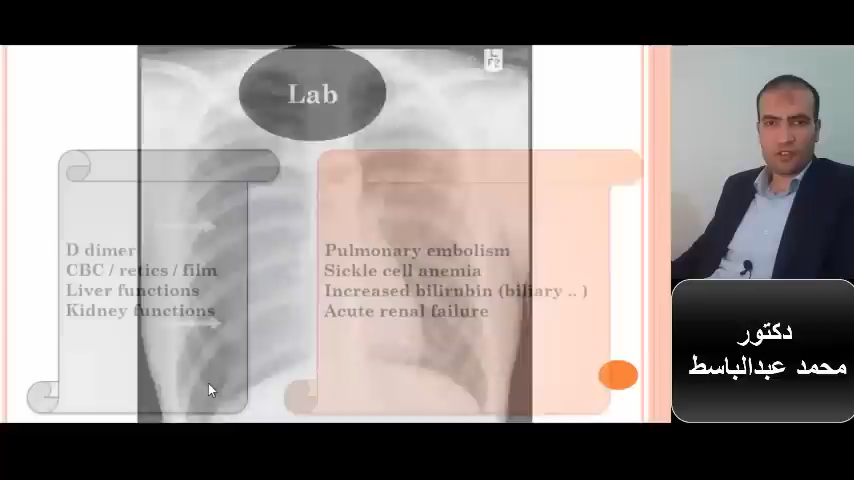 Lab
D dimer
CBC / retics / film
Liver functions
Kidney functions
Pulmonary embolism
Sickle cell anemia
Increased bilirubin (biliary .. )
Acute renal failure
دكتور
محمد عبدالباسط